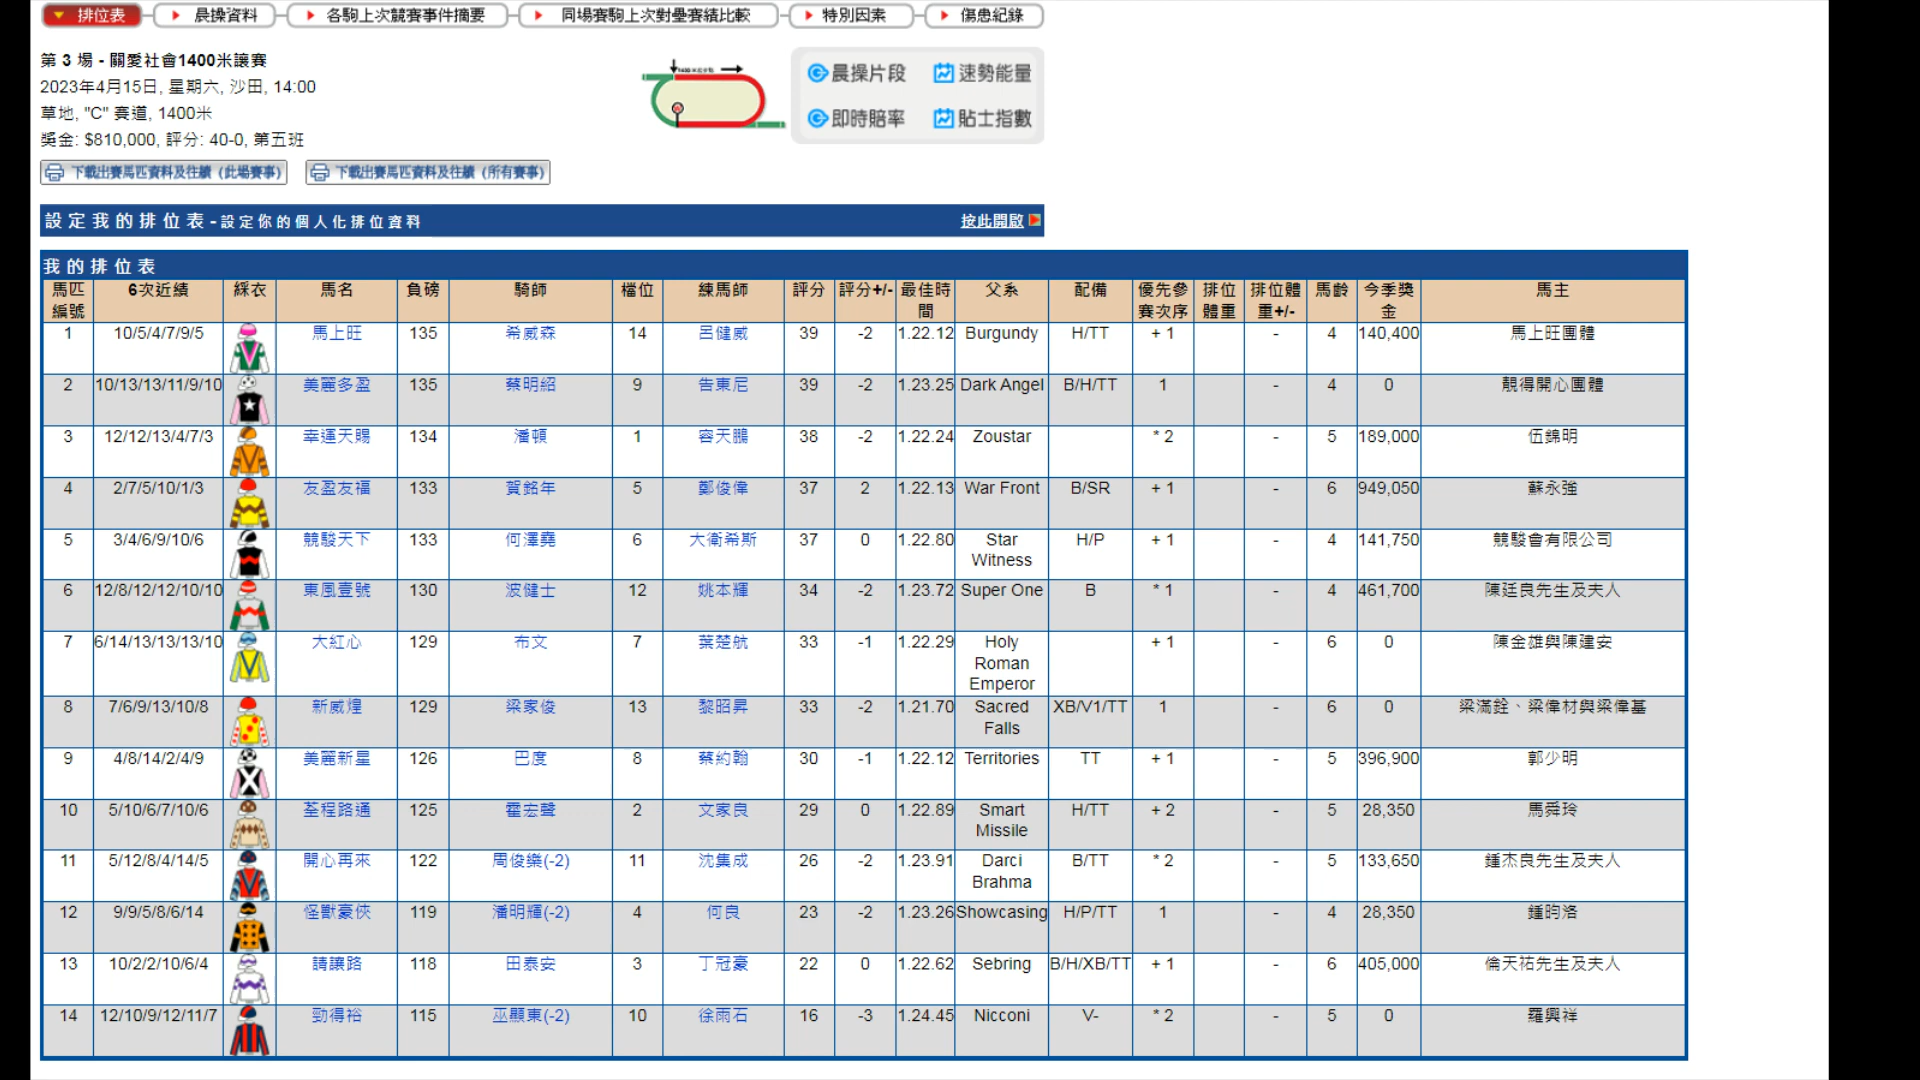 排位表 晨操資料 各駒上次競賽事件摘要 同場賽駒上次對壘賽績比較 特別因素 傷患紀錄
第 3 場 - 關愛社會1400米讓賽
2023年4月15日, 星期六, 沙田, 14:00
草地, "C" 賽道, 1400米
獎金: $810,000, 評分: 40-0, 第五班
晨操片段 速勢能量
即時賠率 貼士指數
下載出賽馬匹資料及往績 (此場賽事) 下載出賽馬匹資料及往績 (所有賽事)
設定我的排位表-設定你的個人化排位資料 按此開啟
我的排位表
馬匹編號 6次近績 綵衣 馬名 負磅 騎師 檔位 練馬師 評分 評分+/- 最佳時間 父系 配備 優先參賽次序 排位體重 排位體重+/- 馬齡 今季獎金 馬主
1 10/5/4/7/9/5 馬上旺 135 希威森 14 呂健威 39 -2 1.22.12 Burgundy H/TT + 1 - 4 140,400 馬上旺團體
2 10/13/13/11/9/10 美麗多盈 135 蔡明紹 9 告東尼 39 -2 1.23.25 Dark Angel B/H/TT 1 - 4 0 靚得開心團體
3 12/12/13/4/7/3 幸運天賜 134 潘頓 1 容天鵬 38 -2 1.22.24 Zoustar * 2 - 5 189,000 伍錦明
4 2/7/5/10/1/3 友盈友福 133 賀銘年 5 鄭俊偉 37 2 1.22.13 War Front B/SR + 1 - 6 949,050 蘇永強
5 3/4/6/9/10/6 競駿天下 133 何澤堯 6 大衛希斯 37 0 1.22.80 Star Witness H/P + 1 - 4 141,750 競駿會有限公司
6 12/8/12/12/10/10 東風壹號 130 波健士 12 姚本輝 34 -2 1.23.72 Super One B * 1 - 4 461,700 陳廷良先生及夫人
7 6/14/13/13/13/10 大紅心 129 布文 7 葉楚航 33 -1 1.22.29 Holy Roman Emperor + 1 - 6 0 陳金雄與陳建安
8 7/6/9/13/10/8 新威煌 129 梁家俊 13 黎昭昇 33 -2 1.21.70 Sacred Falls XB/V1/TT 1 - 6 0 梁滿銓、梁偉材與梁偉基
9 4/8/14/2/4/9 美麗新星 126 巴度 8 蔡約翰 30 -1 1.22.12 Territories TT + 1 - 5 396,900 郭少明
10 5/10/6/7/10/6 荃程路通 125 霍宏聲 2 文家良 29 0 1.22.89 Smart Missile H/TT + 2 - 5 28,350 馬舜玲
11 5/12/8/4/14/5 開心再來 122 周俊樂(-2) 11 沈集成 26 -2 1.23.91 Darci Brahma B/TT * 2 - 5 133,650 鍾杰良先生及夫人
12 9/9/5/8/6/14 怪獸豪俠 119 潘明輝(-2) 4 何良 23 -2 1.23.26 Showcasing H/P/TT 1 - 4 28,350 鍾昀洛
13 10/2/2/10/6/4 請讓路 118 田泰安 3 丁冠豪 22 0 1.22.62 Sebring B/H/XB/TT + 1 - 6 405,000 倫天祐先生及夫人
14 12/10/9/12/11/7 勁得裕 115 巫顯東(-2) 10 徐雨石 16 -3 1.24.45 Nicconi V- * 2 - 5 0 羅興祥